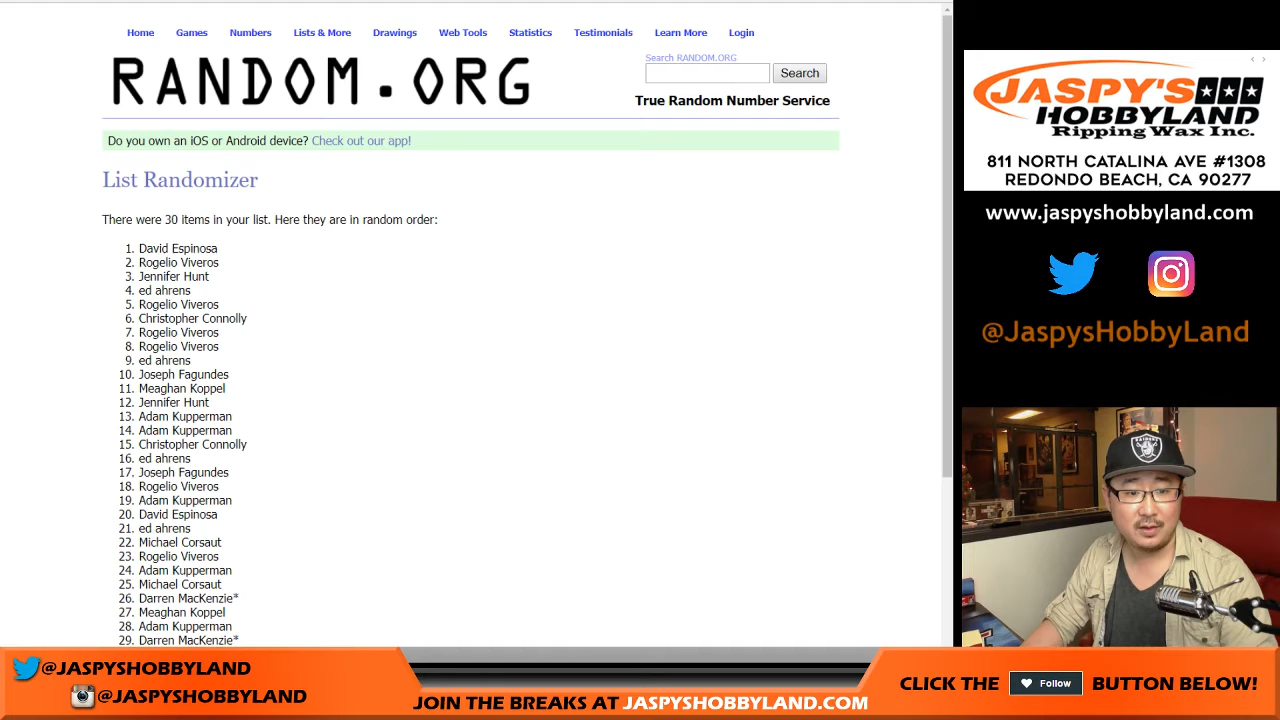 Home Games Numbers Lists & More Drawings Web Tools Statistics Testimonials Learn More Login
RANDOM.ORG
Search RANDOM.ORG
Search
True Random Number Service
Do you own an iOS or Android device? Check out our app!
List Randomizer
There were 30 items in your list. Here they are in random order:
1. David Espinosa
2. Rogelio Viveros
3. Jennifer Hunt
4. ed ahrens
5. Rogelio Viveros
6. Christopher Connolly
7. Rogelio Viveros
8. Rogelio Viveros
9. ed ahrens
10. Joseph Fagundes
11. Meaghan Koppel
12. Jennifer Hunt
13. Adam Kupperman
14. Adam Kupperman
15. Christopher Connolly
16. ed ahrens
17. Joseph Fagundes
18. Rogelio Viveros
19. Adam Kupperman
20. David Espinosa
21. ed ahrens
22. Michael Corsaut
23. Rogelio Viveros
24. Adam Kupperman
25. Michael Corsaut
26. Darren MacKenzie*
27. Meaghan Koppel
28. Adam Kupperman
29. Darren MacKenzie*
JASPY'S
HOBBYLAND
Ripping Wax Inc.
811 NORTH CATALINA AVE #1308
REDONDO BEACH, CA 90277
www.jaspyshobbyland.com
@JaspysHobbyLand
RAIDERS
@JASPYSHOBBYLAND
@JASPYSHOBBYLAND
JOIN THE BREAKS AT JASPYSHOBBYLAND.COM
CLICK THE Follow BUTTON BELOW!